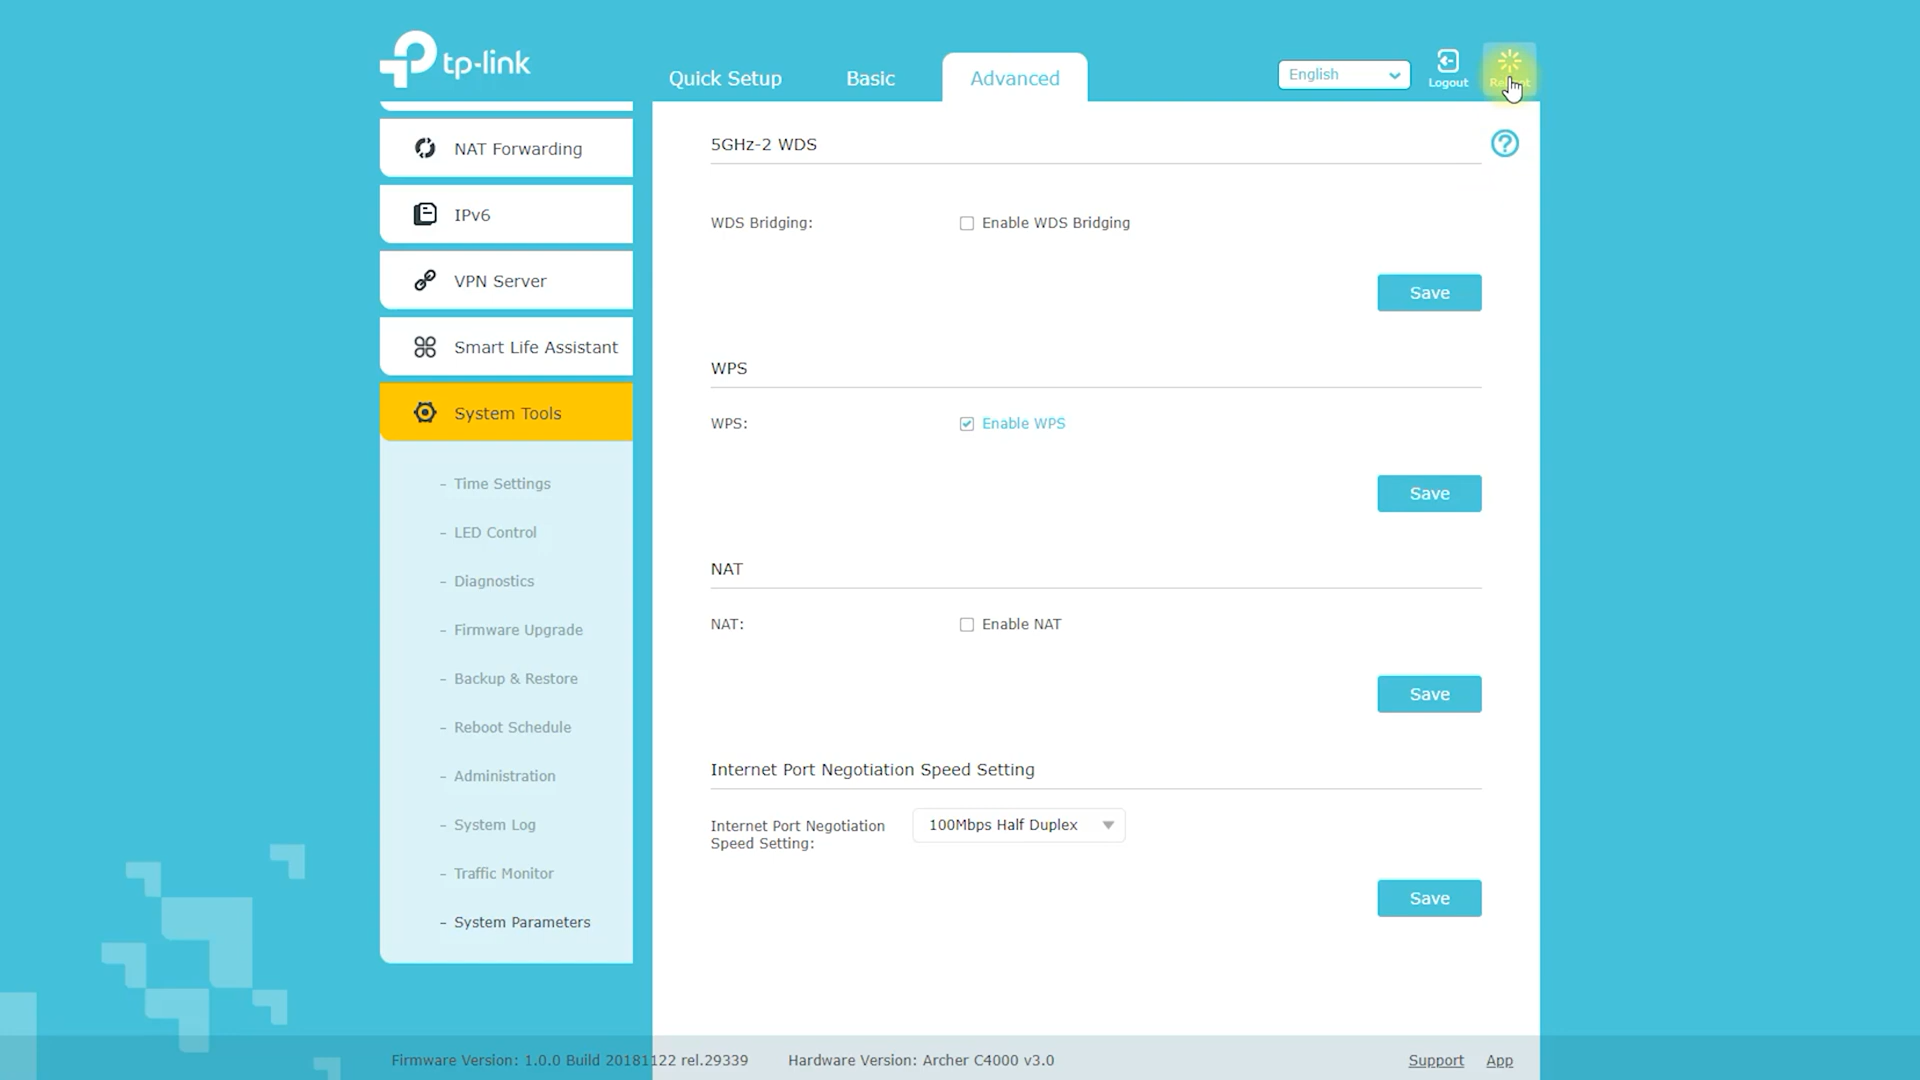 tp-link
Quick Setup
Basic
Advanced
English
Logout
NAT Forwarding
IPv6
VPN Server
Smart Life Assistant
System Tools
- Time Settings
- LED Control
- Diagnostics
- Firmware Upgrade
- Backup & Restore
- Reboot Schedule
- Administration
- System Log
- Traffic Monitor
- System Parameters
5GHz-2 WDS
WDS Bridging:
Enable WDS Bridging
Save
WPS
WPS:
Enable WPS
Save
NAT
NAT:
Enable NAT
Save
Internet Port Negotiation Speed Setting
Internet Port Negotiation
Speed Setting:
100Mbps Half Duplex
Save
Firmware Version: 1.0.0 Build 20181122 rel.29339
Hardware Version: Archer C4000 v3.0
Support
App